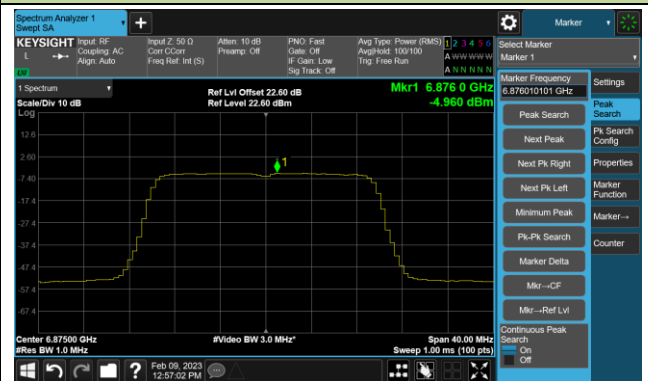 Spectrum Analyzer 1
Swept SA
Marker
KEYSIGHT
L
Input: RF
Coupling: AC
Align: Auto
Input Z: 50 Ω
Corr CCorr
Freq Ref: Int (S)
Atten: 10 dB
Preamp: Off
PNO: Fast
Gate: Off
IF Gain: Low
Sig Track: Off
Avg Type: Power (RMS)
Avg|Hold: 100/100
Trig: Free Run
1 2 3 4 5 6
A W W W W W
A N N N N N
Select Marker
Marker 1
1 Spectrum
Scale/Div 10 dB
Log
Ref Lvl Offset 22.60 dB
Ref Level 22.60 dBm
Mkr1 6.876 0 GHz
-4.960 dBm
12.6
2.60
-7.40
-17.4
-27.4
-37.4
-47.4
-57.4
-67.4
1
Center 6.87500 GHz
#Res BW 1.0 MHz
#Video BW 3.0 MHz*
Span 40.00 MHz
Sweep 1.00 ms (100 pts)
Marker Frequency
6.876010101 GHz
Peak Search
Next Peak
Next Pk Right
Next Pk Left
Minimum Peak
Pk-Pk Search
Marker Delta
Mkr→CF
Mkr→Ref Lvl
Continuous Peak
Search
On
Off
Settings
Peak
Search
Pk Search
Config
Properties
Marker
Function
Marker→
Counter
?
Feb 09, 2023
12:57:02 PM